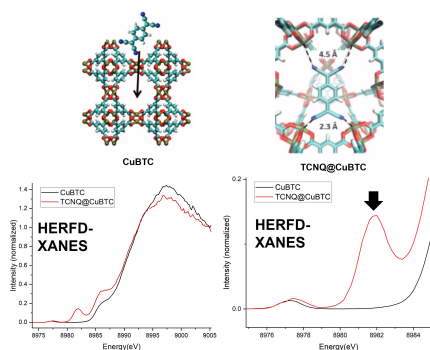 4.5 Å
2.3 Å
CuBTC
TCNQ@CuBTC
CuBTC
TCNQ@CuBTC
HERFD-
XANES
Intensity (normalized)
1.4
1.2
1.0
0.8
0.6
0.4
0.2
0.0
8975
8980
8985
8990
8995
9000
9005
Energy(eV)
CuBTC
TCNQ@CuBTC
HERFD-
XANES
Intensity (normalized)
0.2
0.1
0.0
8976
8978
8980
8982
8984
Energy(eV)